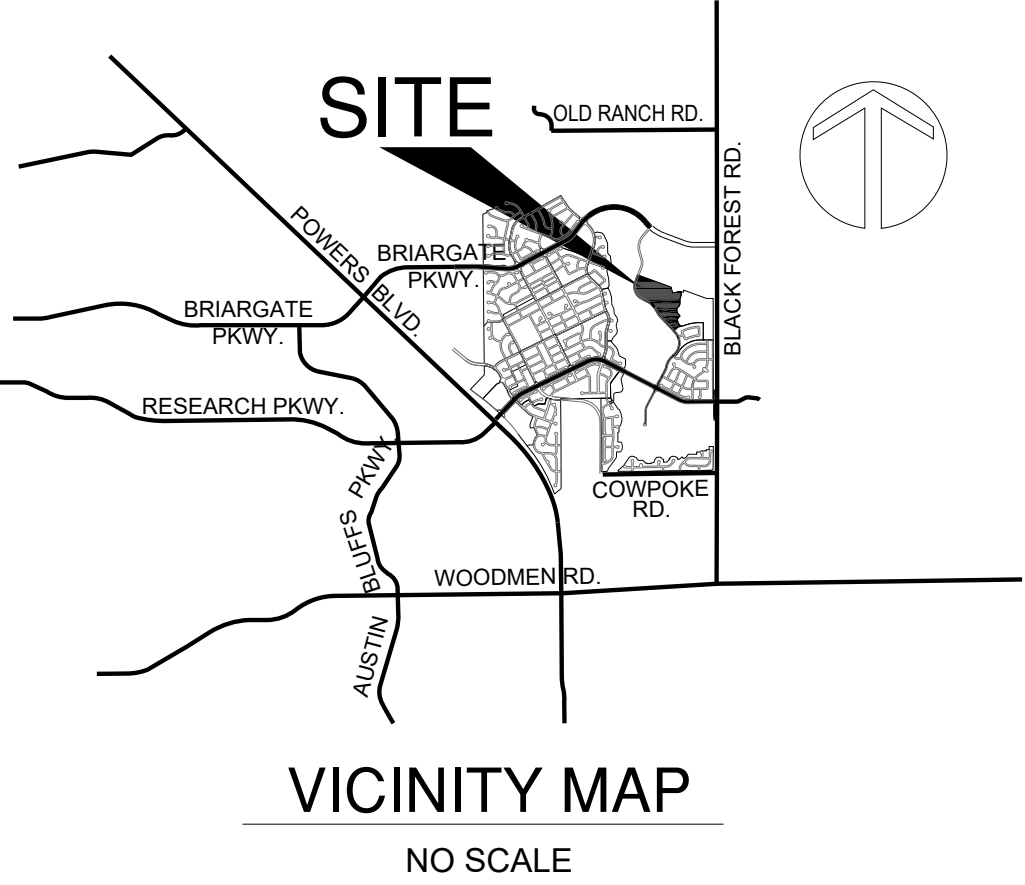 SITE
OLD RANCH RD.
BLACK FOREST RD.
POWERS BLVD.
BRIARGATE
PKWY.
BRIARGATE
PKWY.
RESEARCH PKWY.
AUSTIN BLUFFS PKWY.
COWPOKE
RD.
WOODMEN RD.
VICINITY MAP
NO SCALE